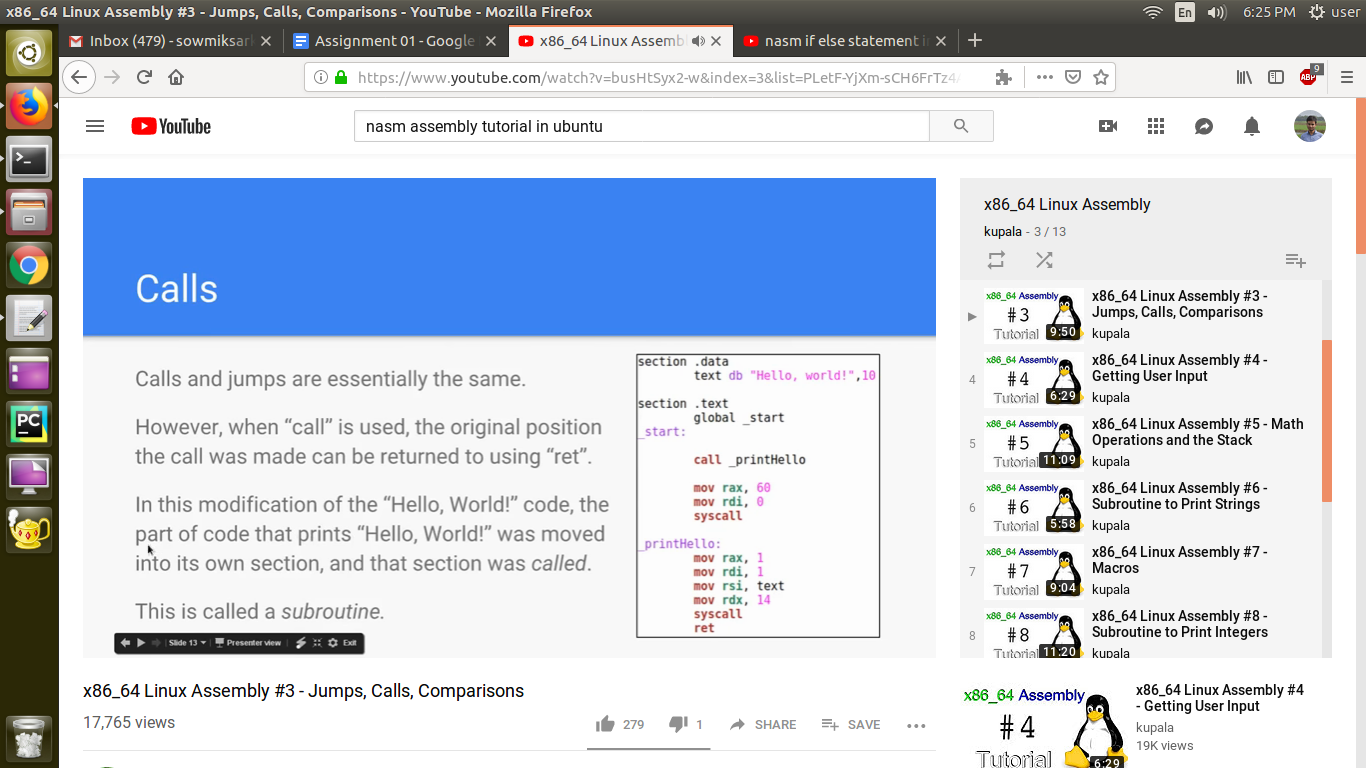 x86_64 Linux Assembly #3 - Jumps, Calls, Comparisons - YouTube - Mozilla Firefox
En
6:25 PM
user
Inbox (479) - sowmiksar
Assignment 01 - Google
x86_64 Linux Assemb
nasm if else statement i
https://www.youtube.com/watch?v=busHtSyx2-w&index=3&list=PLetF-YjXm-sCH6FrTz4
ABP
9
YouTube
nasm assembly tutorial in ubuntu
Calls
Calls and jumps are essentially the same.
However, when “call” is used, the original position
the call was made can be returned to using “ret”.
In this modification of the “Hello, World!” code, the
part of code that prints “Hello, World!” was moved
into its own section, and that section was called.
This is called a subroutine.
section .data
text db "Hello, world!",10
section .text
global _start
_start:
call _printHello
mov rax, 60
mov rdi, 0
syscall
_printHello:
mov rax, 1
mov rdi, 1
mov rsi, text
mov rdx, 14
syscall
ret
Slide 13
Presenter view
Exit
x86_64 Linux Assembly #3 - Jumps, Calls, Comparisons
17,765 views
279
1
SHARE
SAVE
x86_64 Linux Assembly
kupala - 3 / 13
x86_64 Assembly
#3
Tutorial
9:50
x86_64 Linux Assembly #3 -
Jumps, Calls, Comparisons
kupala
4
x86_64 Assembly
#4
Tutorial
6:29
x86_64 Linux Assembly #4 -
Getting User Input
kupala
5
x86_64 Assembly
#5
Tutorial
11:09
x86_64 Linux Assembly #5 - Math
Operations and the Stack
kupala
6
x86_64 Assembly
#6
Tutorial
5:58
x86_64 Linux Assembly #6 -
Subroutine to Print Strings
kupala
7
x86_64 Assembly
#7
Tutorial
9:04
x86_64 Linux Assembly #7 -
Macros
kupala
8
x86_64 Assembly
#8
Tutorial
11:20
x86_64 Linux Assembly #8 -
Subroutine to Print Integers
kupala
x86_64 Assembly
#4
Tutorial
6:29
x86_64 Linux Assembly #4
- Getting User Input
kupala
19K views
PC